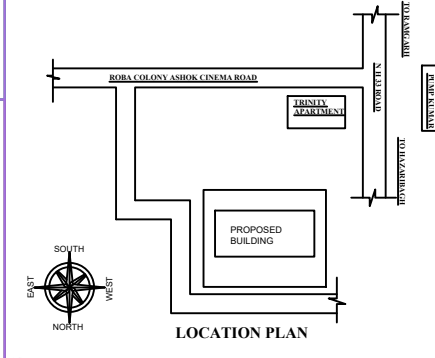 TO RAMGARH
ROBA COLONY ASHOK CINEMA ROAD
N H 33 ROAD
PUMP KUMAR
TRINITY
APARTMENT
TO HAZARIBAGH
PROPOSED
BUILDING
SOUTH
EAST
WEST
NORTH
LOCATION PLAN